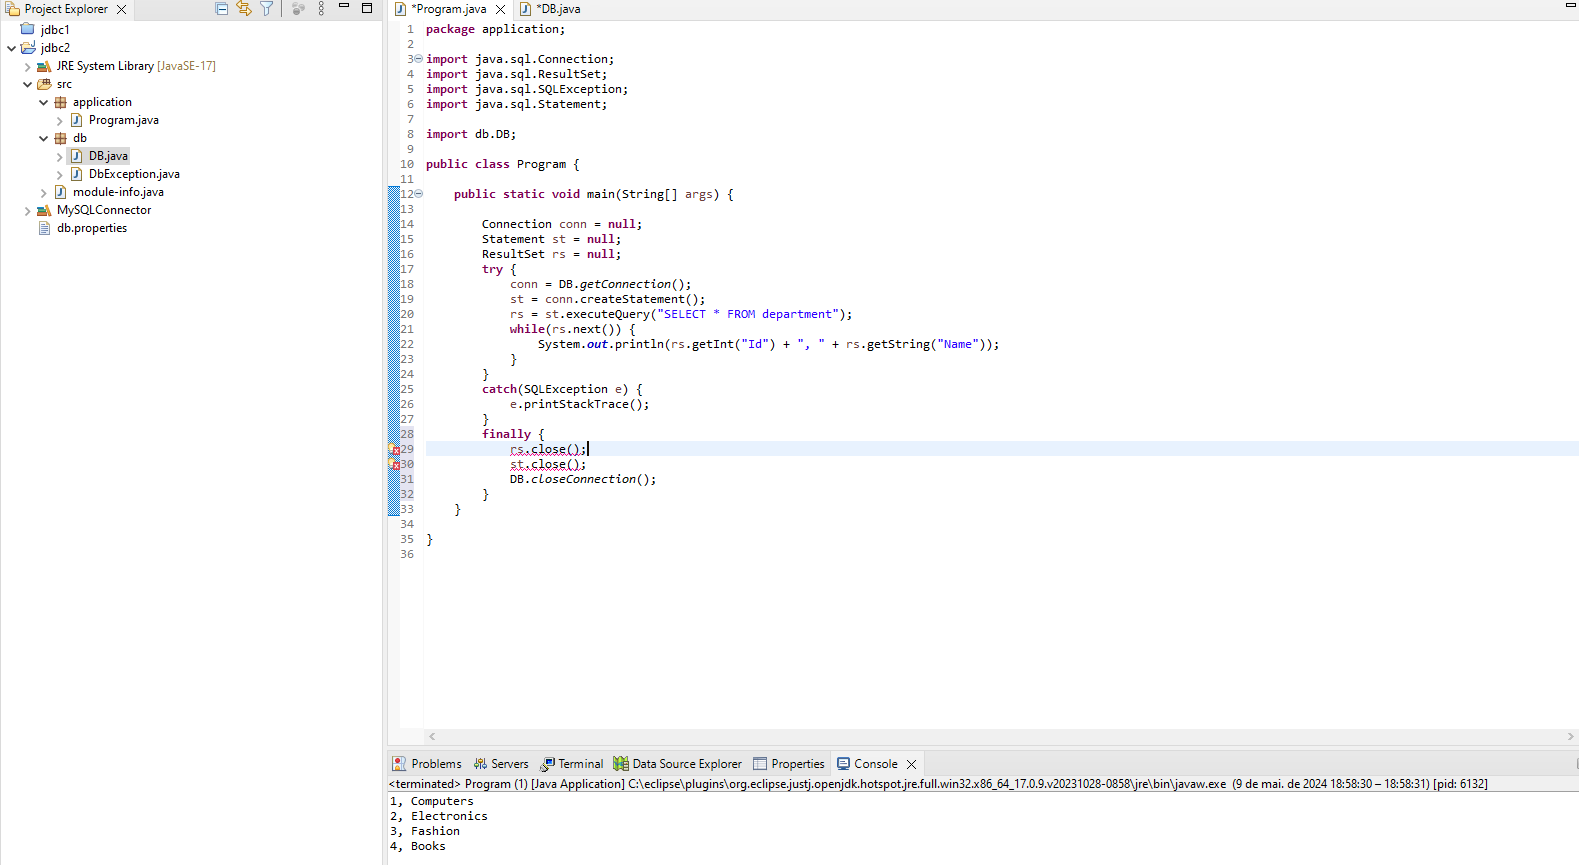 Project Explorer
jdbc1
jdbc2
JRE System Library [JavaSE-17]
src
application
Program.java
db
DB.java
DbException.java
module-info.java
MySQLConnector
db.properties
*Program.java
*DB.java
1 package application;
2
3 import java.sql.Connection;
4 import java.sql.ResultSet;
5 import java.sql.SQLException;
6 import java.sql.Statement;
7
8 import db.DB;
9
10 public class Program {
11
12 public static void main(String[] args) {
13
14 Connection conn = null;
15 Statement st = null;
16 ResultSet rs = null;
17 try {
18 conn = DB.getConnection();
19 st = conn.createStatement();
20 rs = st.executeQuery("SELECT * FROM department");
21 while(rs.next()) {
22 System.out.println(rs.getInt("Id") + ", " + rs.getString("Name"));
23 }
24 }
25 catch(SQLException e) {
26 e.printStackTrace();
27 }
28 finally {
29 rs.close();
30 st.close();
31 DB.closeConnection();
32 }
33 }
34
35 }
36
Problems
Servers
Terminal
Data Source Explorer
Properties
Console
<terminated> Program (1) [Java Application] C:\eclipse\plugins\org.eclipse.justj.openjdk.hotspot.jre.full.win32.x86_64_17.0.9.v20231028-0858\jre\bin\javaw.exe (9 de mai. de 2024 18:58:30 – 18:58:31) [pid: 6132]
1, Computers
2, Electronics
3, Fashion
4, Books